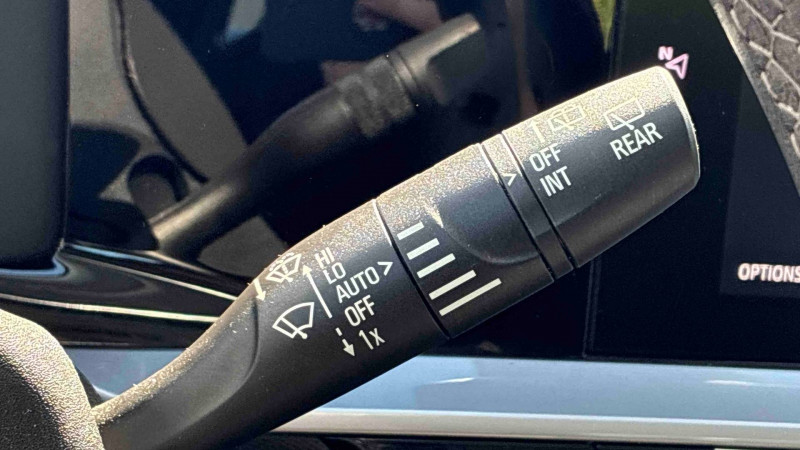 N
REAR
OFF
INT
HI
LO
AUTO
OFF
1x
OPTIONS